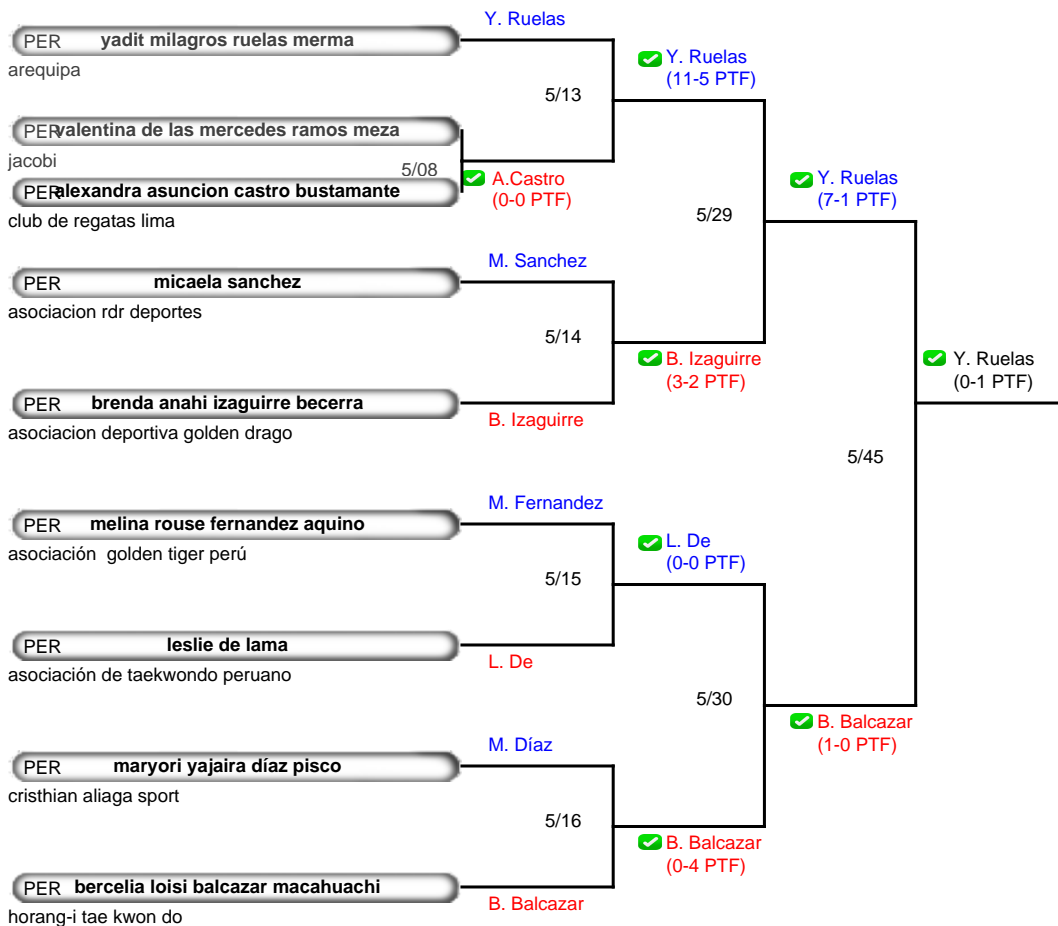 Y. Ruelas
PER yadit milagros ruelas merma
arequipa
Y. Ruelas
(11-5 PTF)
5/13
PER valentina de las mercedes ramos meza
jacobi
5/08
A.Castro
(0-0 PTF)
PER alexandra asuncion castro bustamante
club de regatas lima
Y. Ruelas
(7-1 PTF)
5/29
M. Sanchez
PER micaela sanchez
asociacion rdr deportes
5/14
B. Izaguirre
(3-2 PTF)
Y. Ruelas
(0-1 PTF)
PER brenda anahi izaguirre becerra
B. Izaguirre
asociacion deportiva golden drago
5/45
M. Fernandez
PER melina rouse fernandez aquino
asociación  golden tiger perú
L. De
(0-0 PTF)
5/15
PER leslie de lama
L. De
asociación de taekwondo peruano
5/30
B. Balcazar
(1-0 PTF)
M. Díaz
PER maryori yajaira díaz pisco
cristhian aliaga sport
5/16
B. Balcazar
(0-4 PTF)
PER bercelia loisi balcazar macahuachi
B. Balcazar
horang-i tae kwon do